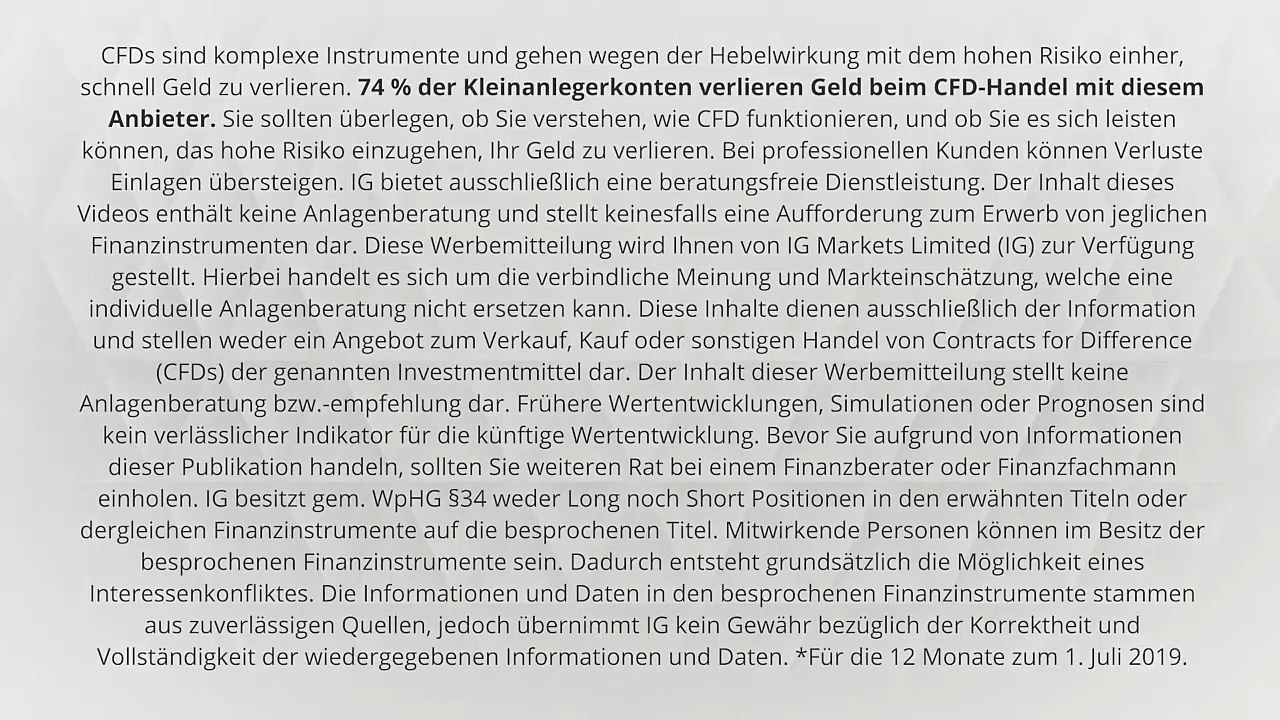 CFDs sind komplexe Instrumente und gehen wegen der Hebelwirkung mit dem hohen Risiko einher,
schnell Geld zu verlieren. 74 % der Kleinanlegerkonten verlieren Geld beim CFD-Handel mit diesem
Anbieter. Sie sollten überlegen, ob Sie verstehen, wie CFD funktionieren, und ob Sie es sich leisten
können, das hohe Risiko einzugehen, Ihr Geld zu verlieren. Bei professionellen Kunden können Verluste
Einlagen übersteigen. IG bietet ausschließlich eine beratungsfreie Dienstleistung. Der Inhalt dieses
Videos enthält keine Anlagenberatung und stellt keinesfalls eine Aufforderung zum Erwerb von jeglichen
Finanzinstrumenten dar. Diese Werbemitteilung wird Ihnen von IG Markets Limited (IG) zur Verfügung
gestellt. Hierbei handelt es sich um die verbindliche Meinung und Markteinschätzung, welche eine
individuelle Anlagenberatung nicht ersetzen kann. Diese Inhalte dienen ausschließlich der Information
und stellen weder ein Angebot zum Verkauf, Kauf oder sonstigen Handel von Contracts for Difference
(CFDs) der genannten Investmentmittel dar. Der Inhalt dieser Werbemitteilung stellt keine
Anlagenberatung bzw.-empfehlung dar. Frühere Wertentwicklungen, Simulationen oder Prognosen sind
kein verlässlicher Indikator für die künftige Wertentwicklung. Bevor Sie aufgrund von Informationen
dieser Publikation handeln, sollten Sie weiteren Rat bei einem Finanzberater oder Finanzfachmann
einholen. IG besitzt gem. WpHG §34 weder Long noch Short Positionen in den erwähnten Titeln oder
dergleichen Finanzinstrumente auf die besprochenen Titel. Mitwirkende Personen können im Besitz der
besprochenen Finanzinstrumente sein. Dadurch entsteht grundsätzlich die Möglichkeit eines
Interessenkonfliktes. Die Informationen und Daten in den besprochenen Finanzinstrumente stammen
aus zuverlässigen Quellen, jedoch übernimmt IG kein Gewähr bezüglich der Korrektheit und
Vollständigkeit der wiedergegebenen Informationen und Daten. *Für die 12 Monate zum 1. Juli 2019.